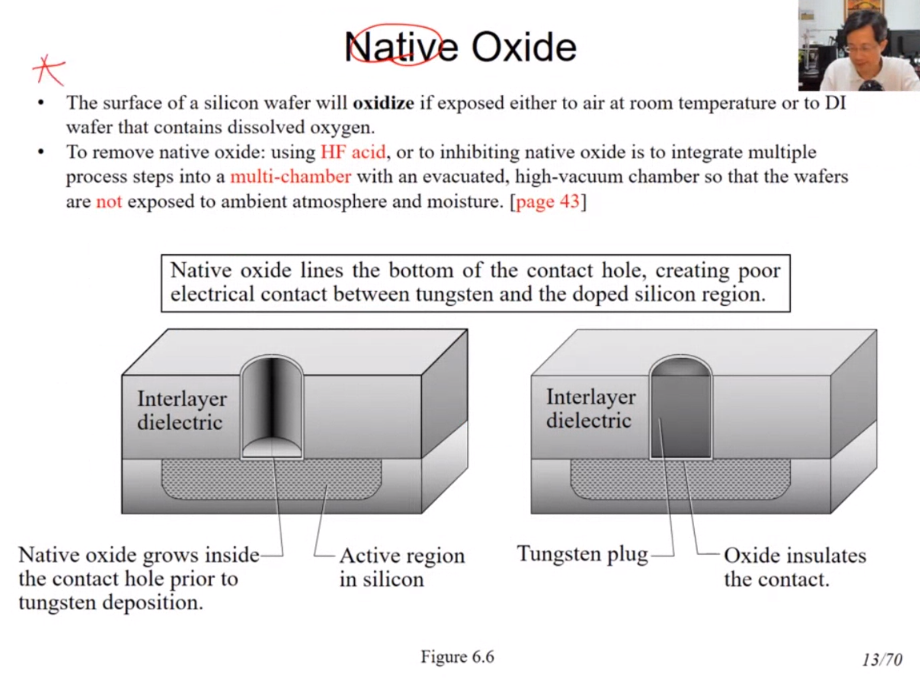 Native Oxide
• The surface of a silicon wafer will oxidize if exposed either to air at room temperature or to DI
wafer that contains dissolved oxygen.
• To remove native oxide: using HF acid, or to inhibiting native oxide is to integrate multiple
process steps into a multi-chamber with an evacuated, high-vacuum chamber so that the wafers
are not exposed to ambient atmosphere and moisture. [page 43]
Native oxide lines the bottom of the contact hole, creating poor
electrical contact between tungsten and the doped silicon region.
Interlayer
dielectric
Native oxide grows inside
the contact hole prior to
tungsten deposition.
Active region
in silicon
Interlayer
dielectric
Tungsten plug
Oxide insulates
the contact.
Figure 6.6
13/70